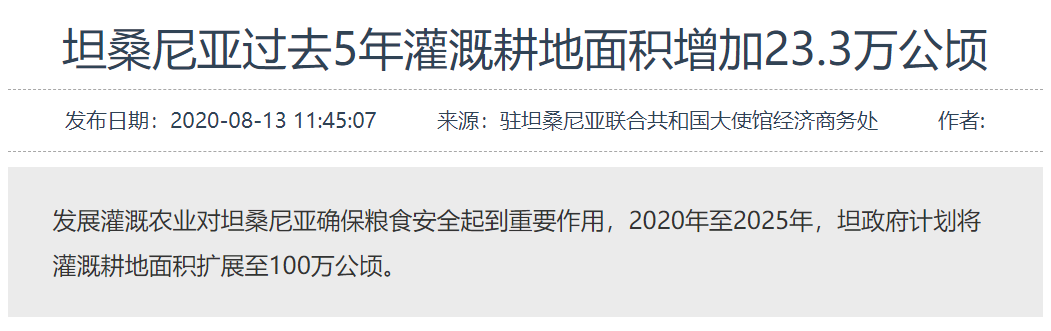 坦桑尼亚过去5年灌溉耕地面积增加23.3万公顷
发布日期：2020-08-13 11:45:07 来源：驻坦桑尼亚联合共和国大使馆经济商务处 作者:
发展灌溉农业对坦桑尼亚确保粮食安全起到重要作用，2020年至2025年，坦政府计划将
灌溉耕地面积扩展至100万公顷。